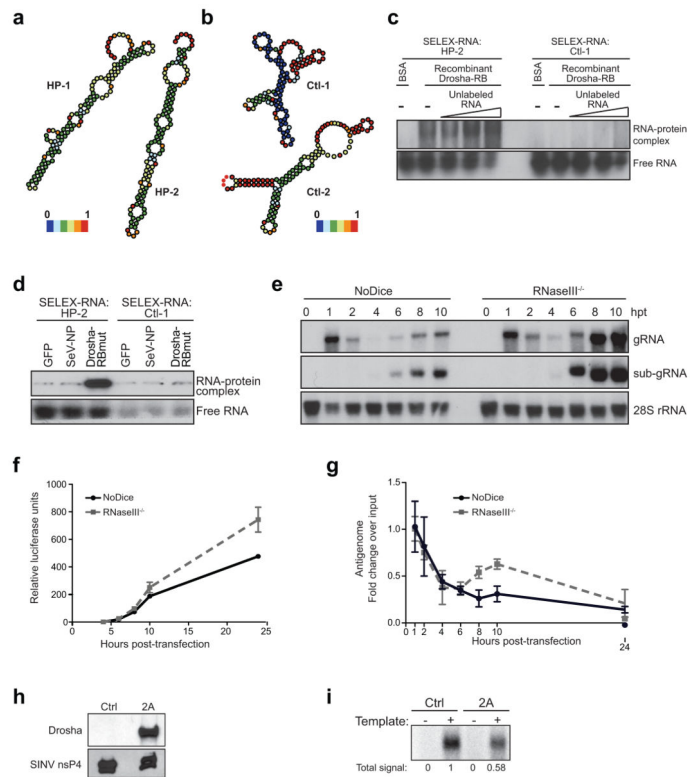 a
HP-1
HP-2
0 1
b
Ctl-1
Ctl-2
0 1
c
SELEX-RNA:
HP-2
SELEX-RNA:
Ctl-1
BSA
Recombinant
Drosha-RB
BSA
Recombinant
Drosha-RB
Unlabeled
RNA
Unlabeled
RNA
- - - -
RNA-protein
complex
Free RNA
d
SELEX-RNA:
HP-2
SELEX-RNA:
Ctl-1
GFP
SeV-NP
Drosha-
RBmut
GFP
SeV-NP
Drosha-
RBmut
RNA-protein
complex
Free RNA
e
NoDice RNaseIII-/-
0 1 2 4 6 8 10 0 1 2 4 6 8 10 hpt
gRNA
sub-gRNA
28S rRNA
f
Relative luciferase units
1000
800
600
400
200
0
NoDice
RNaseIII-/-
0 5 10 15 20 25
Hours post-transfection
g
Antigenome
Fold change over input
1.5
1.0
0.5
0.0
NoDice
RNaseIII-/-
0 1 2 4 6 8 10 24
Hours post-transfection
h
Ctrl 2A
Drosha
SINV nsP4
i
Ctrl 2A
Template: - + - +
Total signal: 0 1 0 0.58